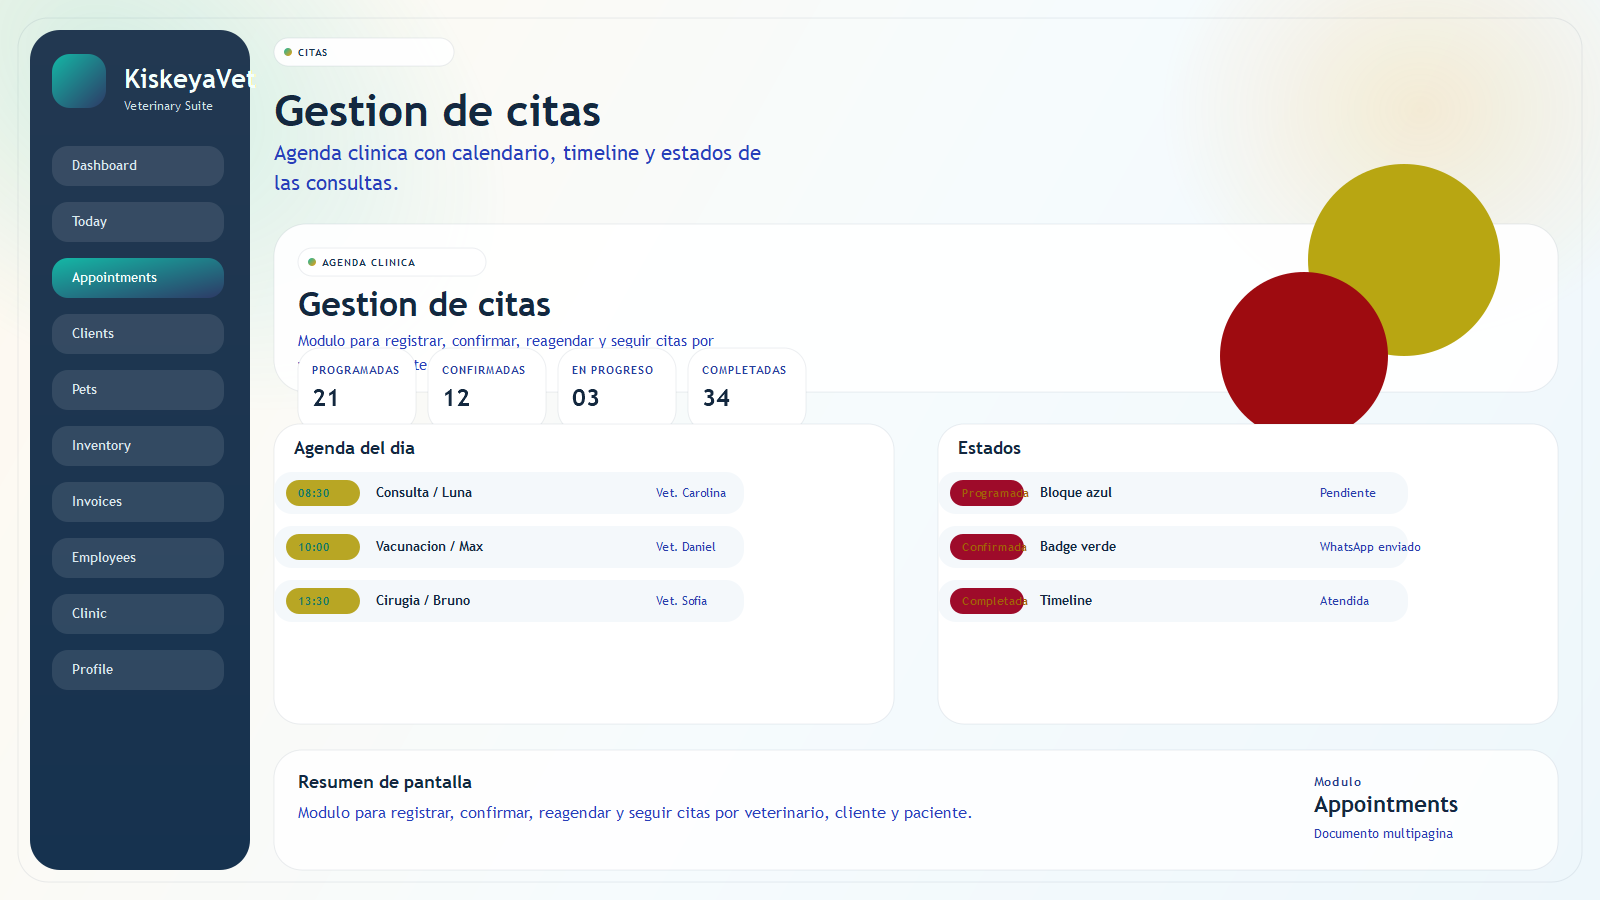 KiskeyaVet
Veterinary Suite
Dashboard
Today
Appointments
Clients
Pets
Inventory
Invoices
Employees
Clinic
Profile
CITAS
Gestion de citas
Agenda clinica con calendario, timeline y estados de
las consultas.
AGENDA CLINICA
Gestion de citas
Modulo para registrar, confirmar, reagendar y seguir citas por
PROGRAMADAS
21
CONFIRMADAS
12
EN PROGRESO
03
COMPLETADAS
34
Agenda del dia
08:30 Consulta / Luna Vet. Carolina
10:00 Vacunacion / Max Vet. Daniel
13:30 Cirugia / Bruno Vet. Sofia
Estados
Programada Bloque azul Pendiente
Confirmada Badge verde WhatsApp enviado
Completada Timeline Atendida
Resumen de pantalla
Modulo para registrar, confirmar, reagendar y seguir citas por veterinario, cliente y paciente.
Modulo
Appointments
Documento multipagina